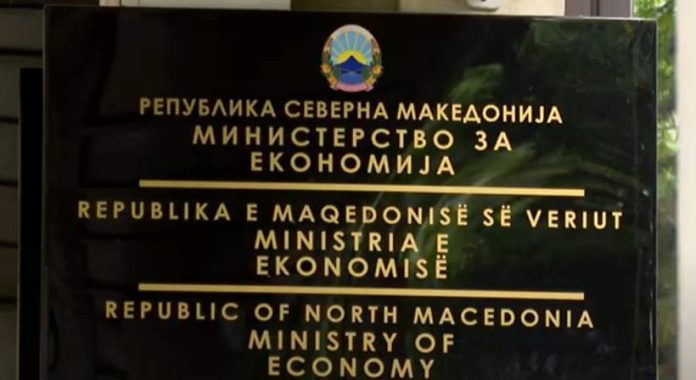 РЕПУБЛИКА СЕВЕРНА МАКЕДОНИЈА
МИНИСТЕРСТВО ЗА
ЕКОНОМИЈА
REPUBLIKA E MAQEDONISË SË VERIUT
MINISTRIA E
EKONOMISË
REPUBLIC OF NORTH MACEDONIA
MINISTRY OF
ECONOMY